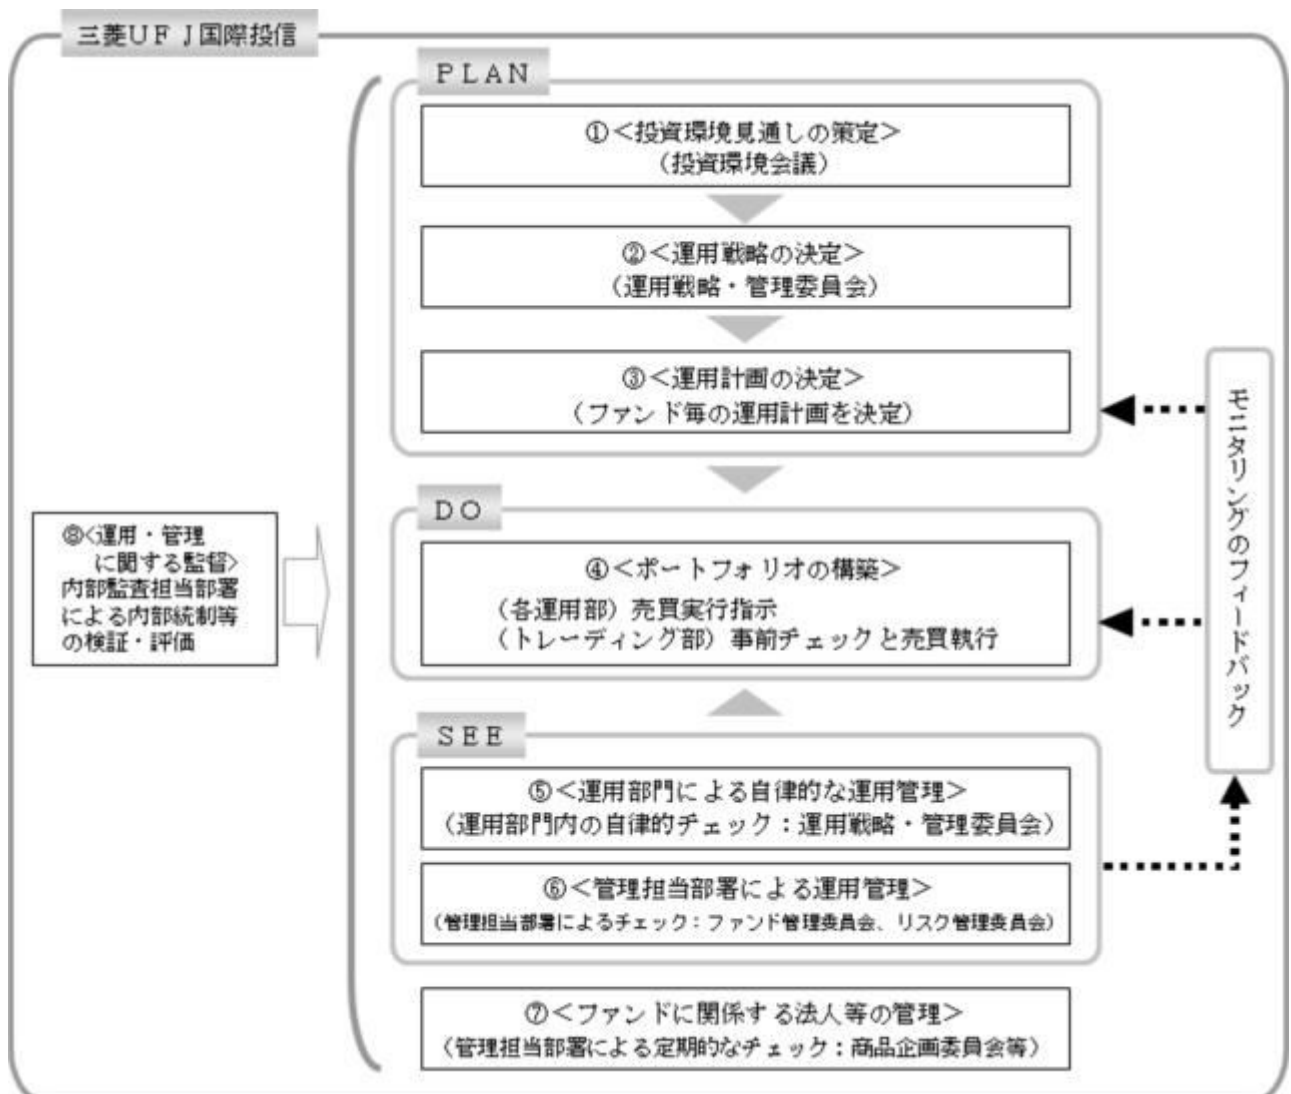 三菱UFJ国際投信
PLAN
①＜投資環境見通しの策定＞
（投資環境会議）
②＜運用戦略の決定＞
（運用戦略・管理委員会）
③＜運用計画の決定＞
（ファンド毎の運用計画を決定）
DO
④＜ポートフォリオの構築＞
（各運用部）売買実行指示
（トレーディング部）事前チェックと売買執行
SEE
⑤＜運用部門による自律的な運用管理＞
（運用部門内の自律的チェック：運用戦略・管理委員会）
⑥＜管理担当部署による運用管理＞
（管理担当部署によるチェック：ファンド管理委員会、リスク管理委員会）
⑦＜ファンドに関係する法人等の管理＞
（管理担当部署による定期的なチェック：商品企画委員会等）
⑧<運用・管理
に関する監督>
内部監査担当部署
による内部統制等
の検証・評価
モニタリングのフィードバック